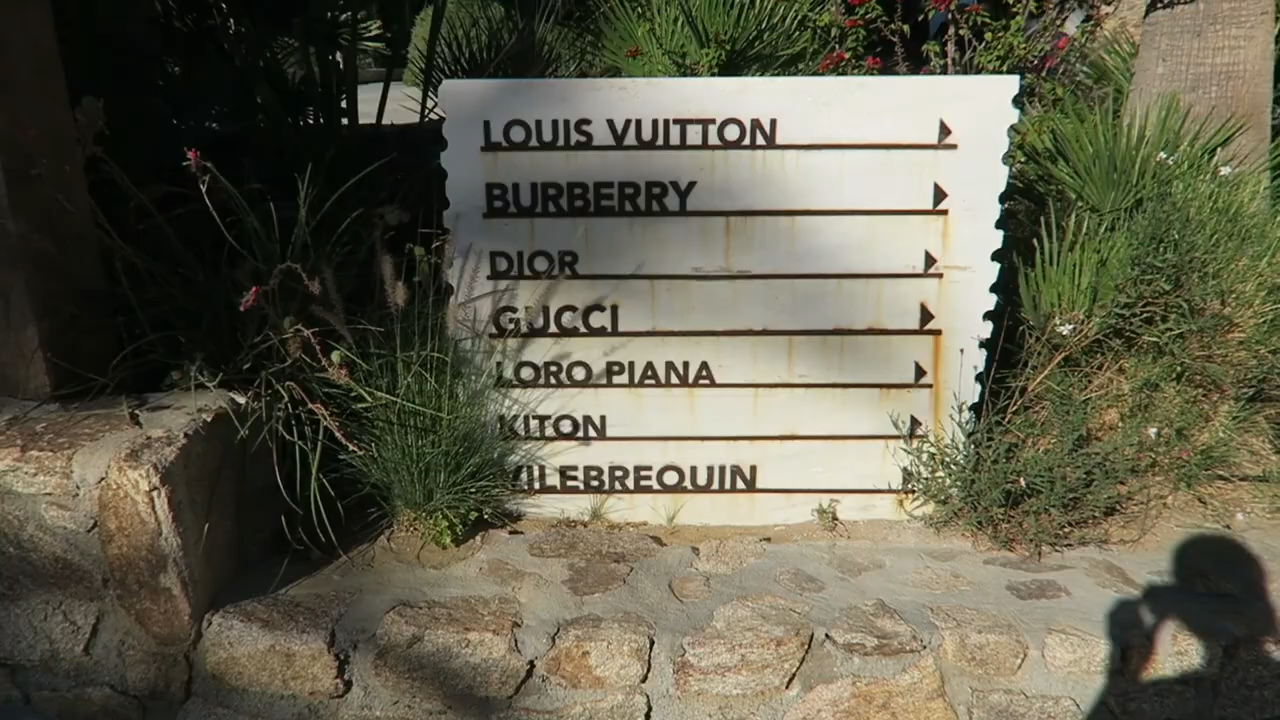 LOUIS VUITTON
BURBERRY
DIOR
GUCCI
LORO PIANA
KITON
VILEBREQUIN